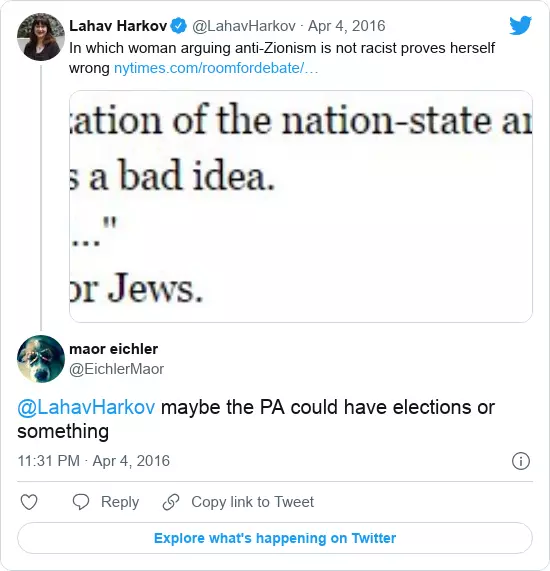 Lahav Harkov @LahavHarkov · Apr 4, 2016
In which woman arguing anti-Zionism is not racist proves herself
wrong nytimes.com/roomfordebate/…
zation of the nation-state ar
s a bad idea.
..."
or Jews.
maor eichler
@EichlerMaor
@LahavHarkov maybe the PA could have elections or
something
11:31 PM · Apr 4, 2016
Reply Copy link to Tweet
Explore what's happening on Twitter